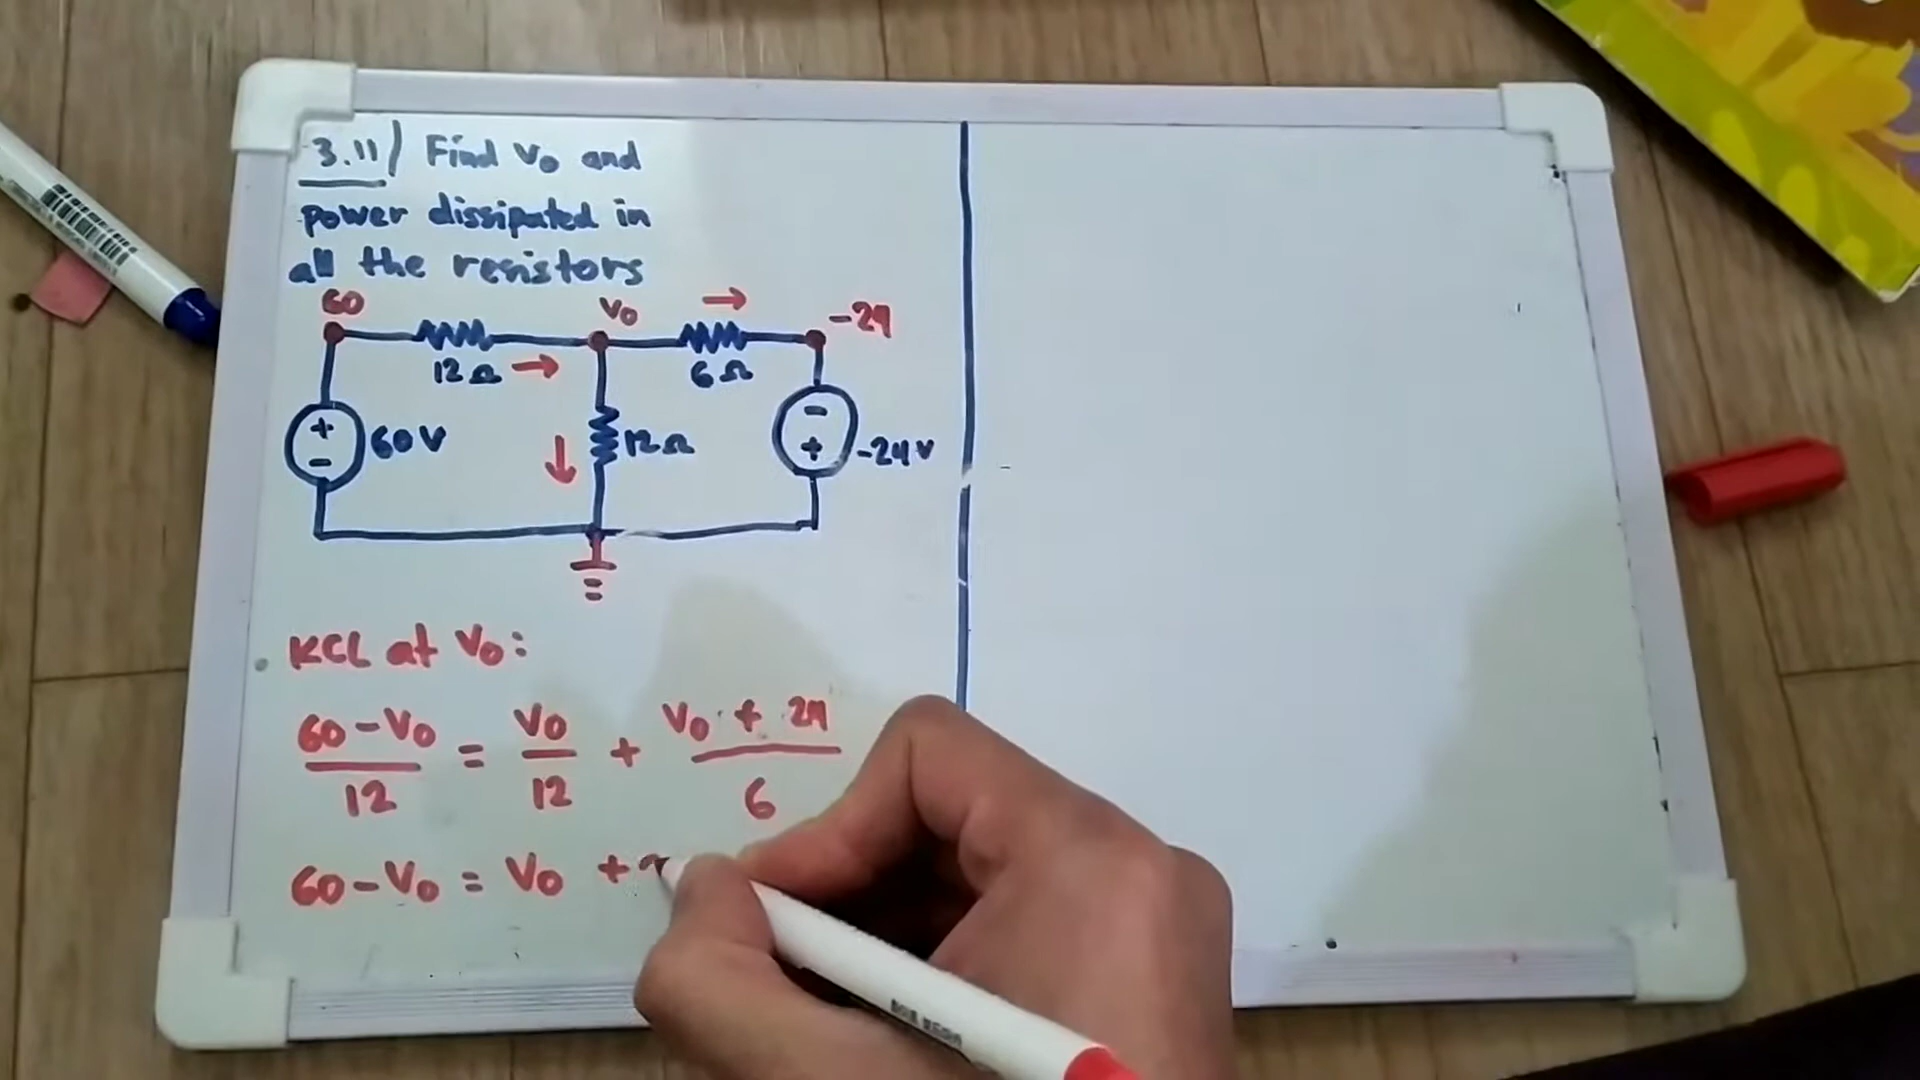 3.11/ Find Vo and
power dissipated in
all the resistors
60 Vo → -24
12Ω → 6Ω
+ - 60V ↓ 12Ω - + -24V
KCL at Vo:
60-Vo/12 = Vo/12 + Vo + 24/6
60-Vo = Vo +